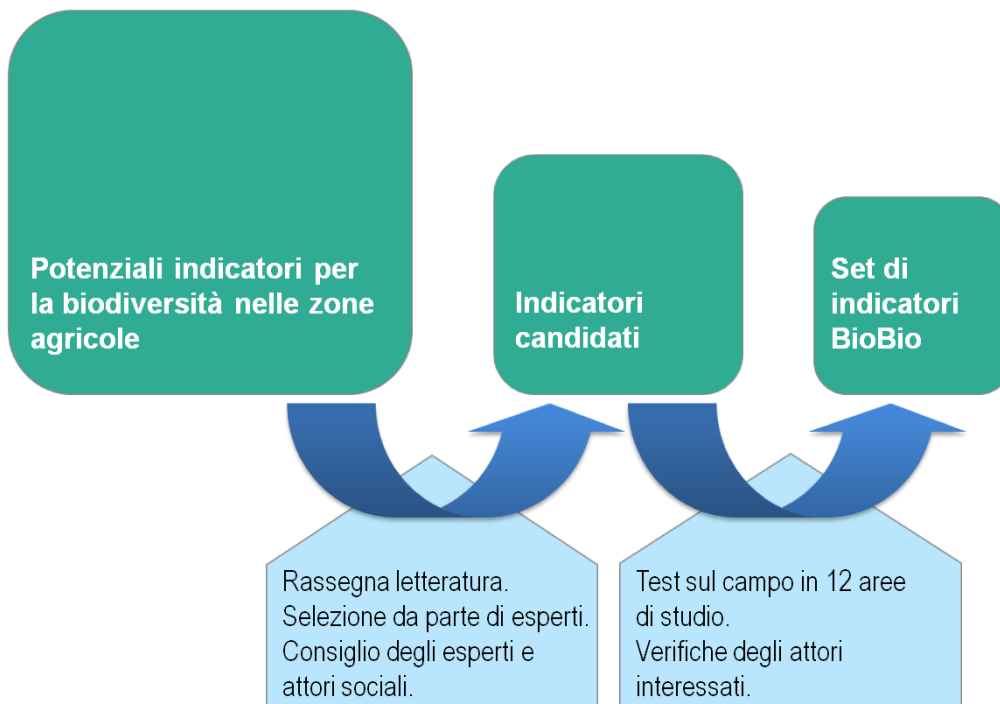 Potenziali indicatori per
la biodiversità nelle zone
agricole
Indicatori
candidati
Set di
indicatori
BioBio
Rassegna letteratura.
Selezione da parte di esperti.
Consiglio degli esperti e
attori sociali.
Test sul campo in 12 aree
di studio.
Verifiche degli attori
interessati.